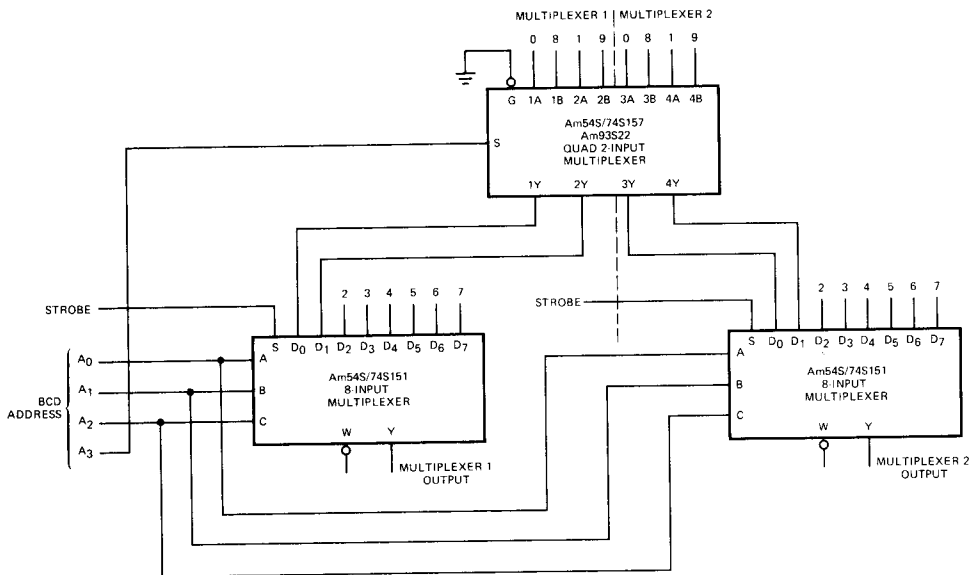 MULTIPLEXER 1 MULTIPLEXER 2
0 8 1 9 0 8 1 9
G 1A 1B 2A 2B 3A 3B 4A 4B
S
Am54S/74S157
Am93S22
QUAD 2-INPUT
MULTIPLEXER
1Y 2Y 3Y 4Y
STROBE
2 3 4 5 6 7
S D0 D1 D2 D3 D4 D5 D6 D7
A
B
C
Am54S/74S151
8-INPUT
MULTIPLEXER
W Y
MULTIPLEXER 1
OUTPUT
BCD
ADDRESS
A0
A1
A2
A3
STROBE
2 3 4 5 6 7
S D0 D1 D2 D3 D4 D5 D6 D7
A
B
C
Am54S/74S151
8-INPUT
MULTIPLEXER
W Y
MULTIPLEXER 2
OUTPUT